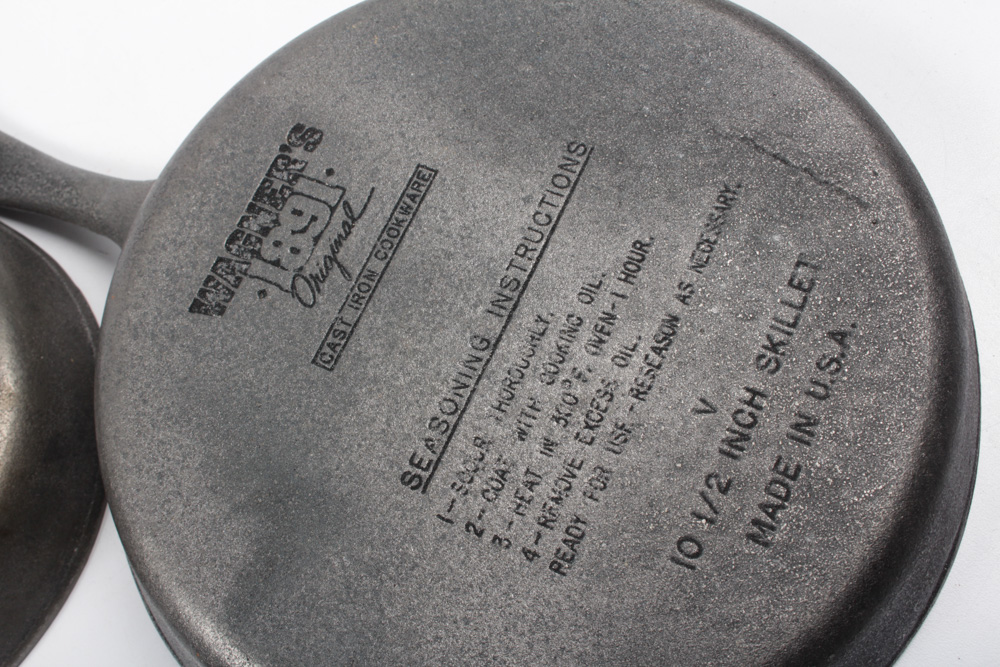 WAGNER'S
· 1891 ·
Original
CAST IRON COOKWARE
SEASONING INSTRUCTIONS
1-SCOUR THOROUGHLY.
2-COAT WITH COOKING OIL.
3-HEAT IN 300°F. OVEN-1 HOUR.
4-REMOVE EXCESS OIL.
READY FOR USE-RESEASON AS NECESSARY.
V
10 1/2 INCH SKILLET
MADE IN U.S.A.